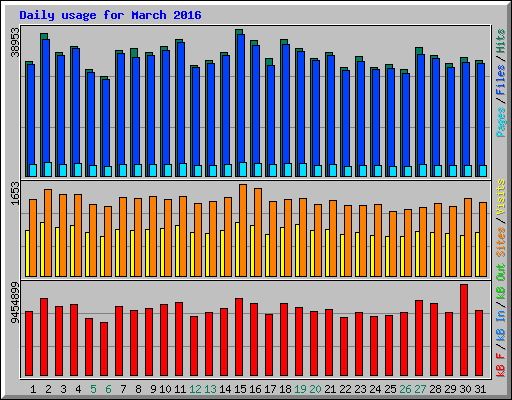 Daily usage for March 2016
38953
Pages / Files / Hits
1653
Sites / Visits
9454899
kB F / kB In / kB Out
1 2 3 4 5 6 7 8 9 10 11 12 13 14 15 16 17 18 19 20 21 22 23 24 25 26 27 28 29 30 31